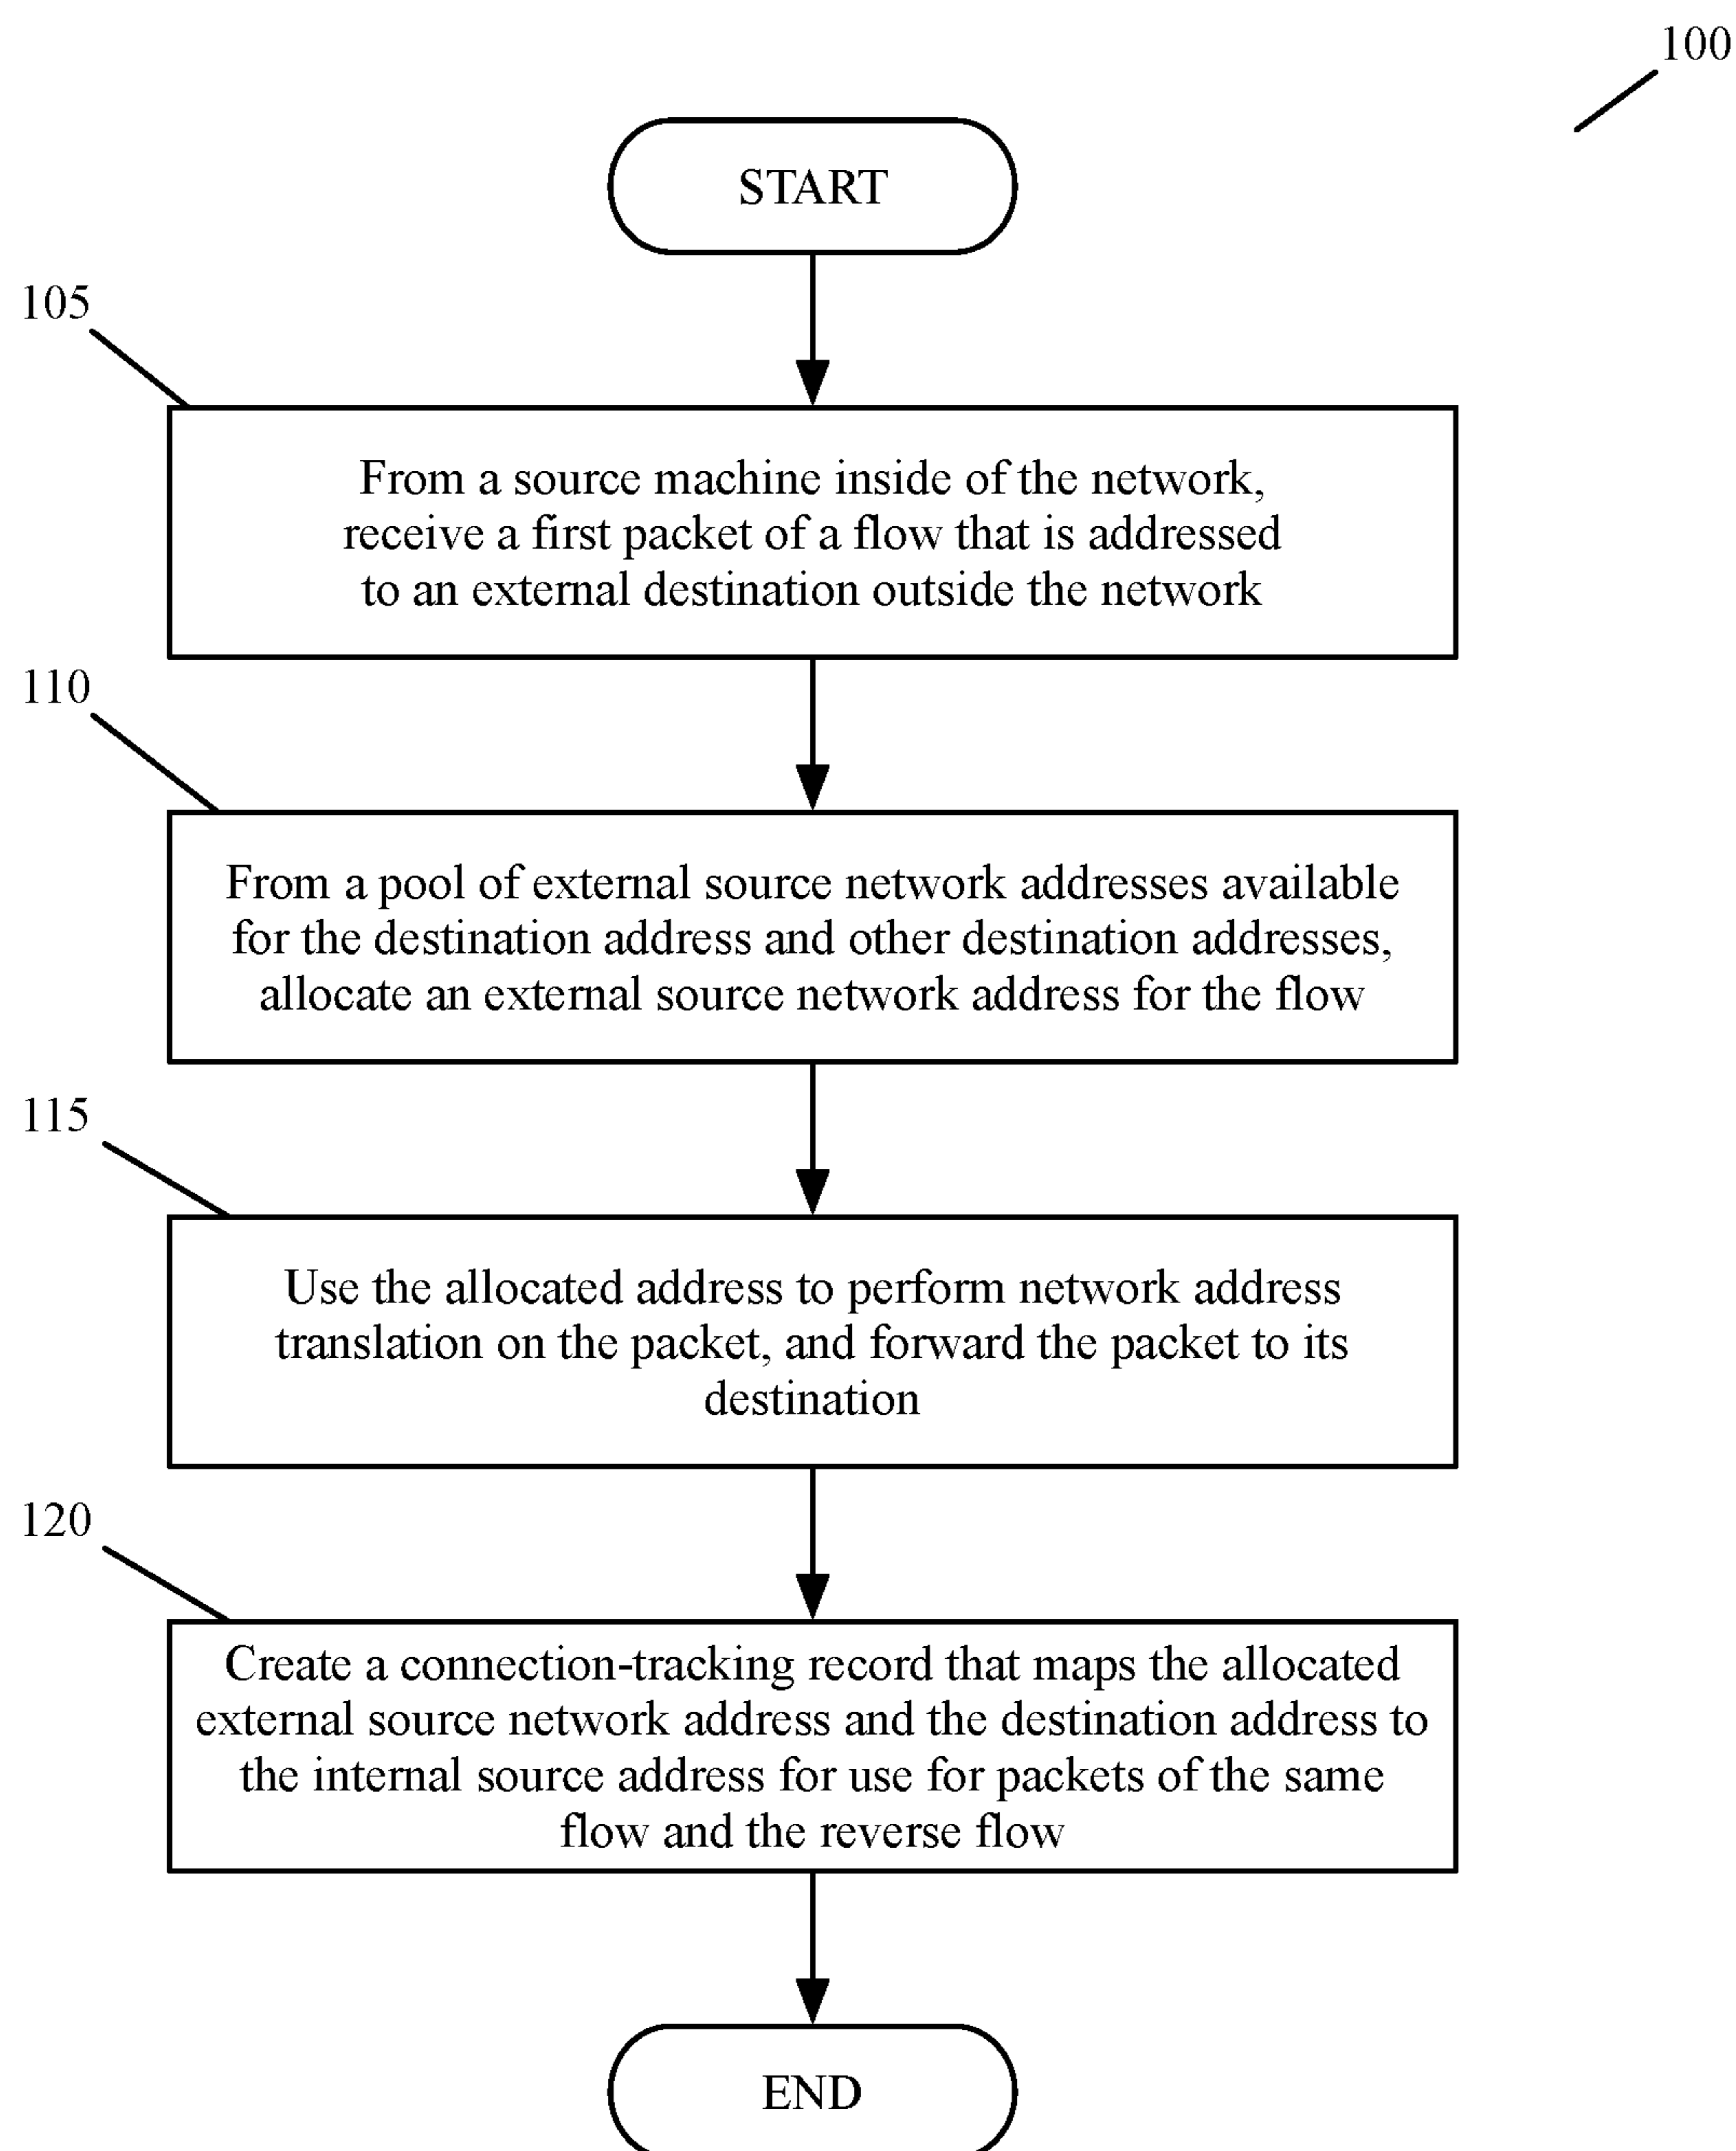 100
START
105
From a source machine inside of the network,
receive a first packet of a flow that is addressed
to an external destination outside the network
110
From a pool of external source network addresses available
for the destination address and other destination addresses,
allocate an external source network address for the flow
115
Use the allocated address to perform network address
translation on the packet, and forward the packet to its
destination
120
Create a connection-tracking record that maps the allocated
external source network address and the destination address to
the internal source address for use for packets of the same
flow and the reverse flow
END